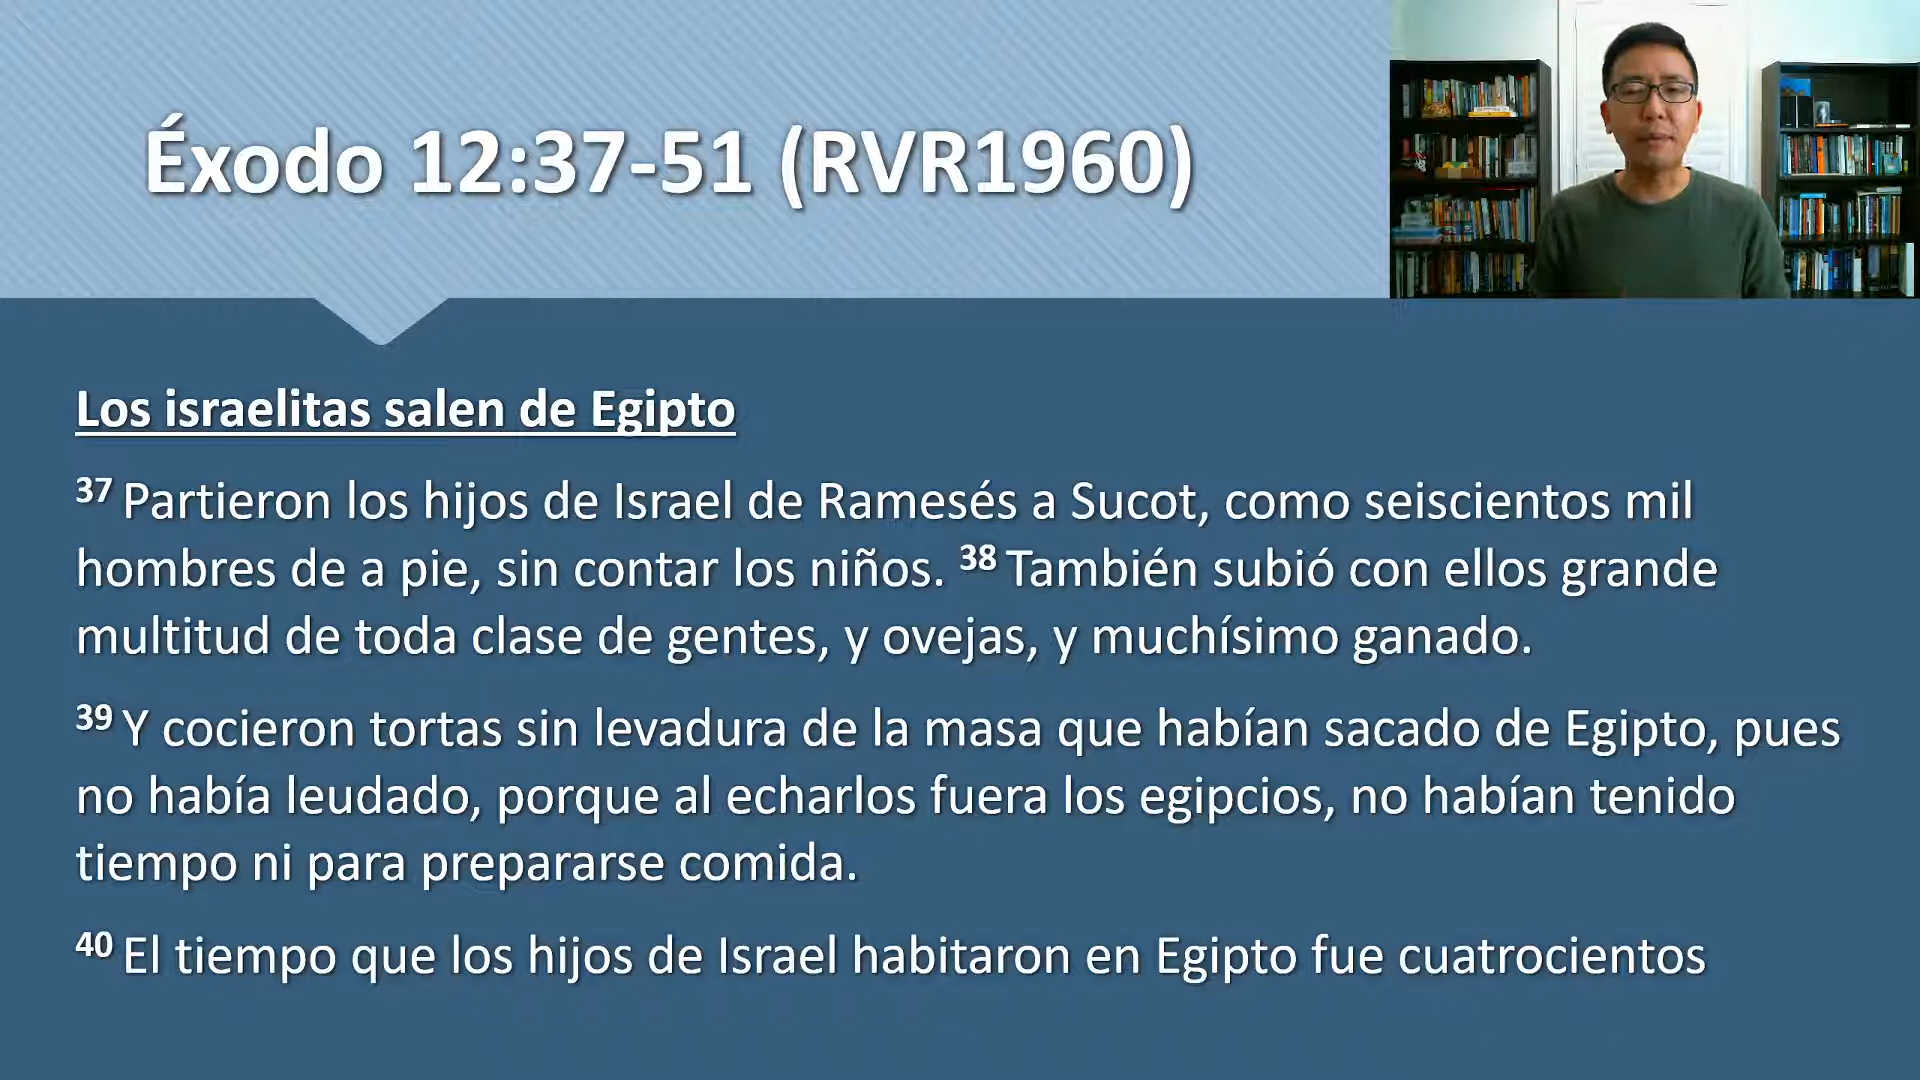 Éxodo 12:37-51 (RVR1960)
Los israelitas salen de Egipto
37 Partieron los hijos de Israel de Ramesés a Sucot, como seiscientos mil
hombres de a pie, sin contar los niños. 38 También subió con ellos grande
multitud de toda clase de gentes, y ovejas, y muchísimo ganado.
39 Y cocieron tortas sin levadura de la masa que habían sacado de Egipto, pues
no había leudado, porque al echarlos fuera los egipcios, no habían tenido
tiempo ni para prepararse comida.
40 El tiempo que los hijos de Israel habitaron en Egipto fue cuatrocientos